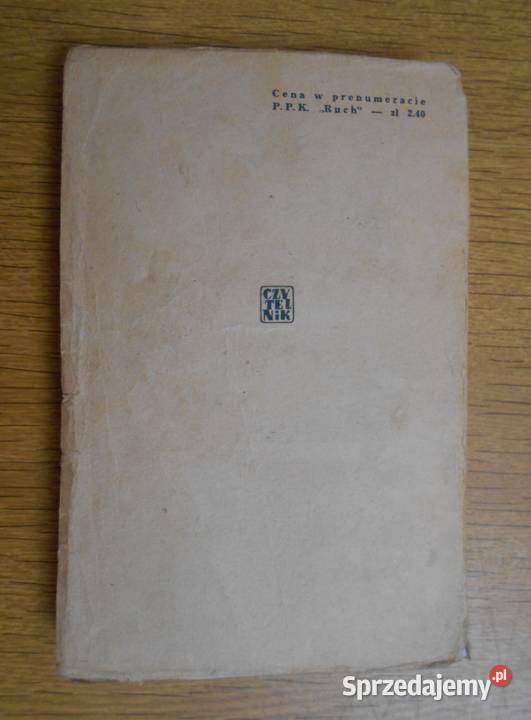 Cena w prenumeracie
P.P.K. „Ruch“ — zł 2.40
CZY
TEL
NiK
Sprzedajemy.pl